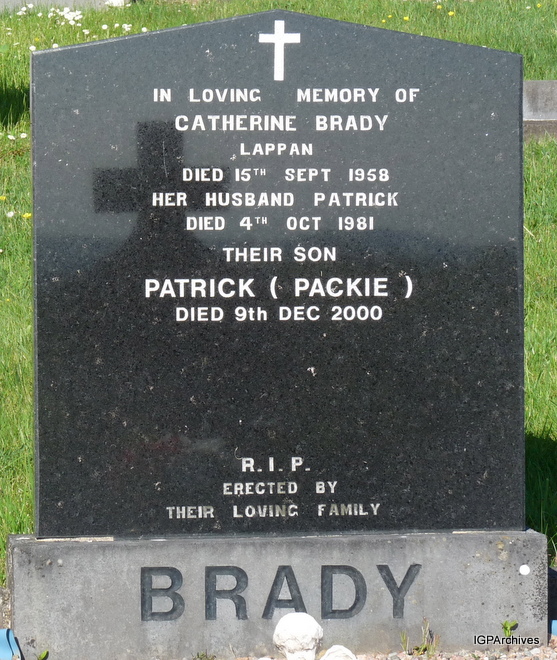 IN LOVING MEMORY OF
CATHERINE BRADY
LAPPAN
DIED 15TH SEPT 1958
HER HUSBAND PATRICK
DIED 4TH OCT 1981
THEIR SON
PATRICK ( PACKIE )
DIED 9th DEC 2000
R.I.P.
ERECTED BY
THEIR LOVING FAMILY
BRADY
IGPArchives